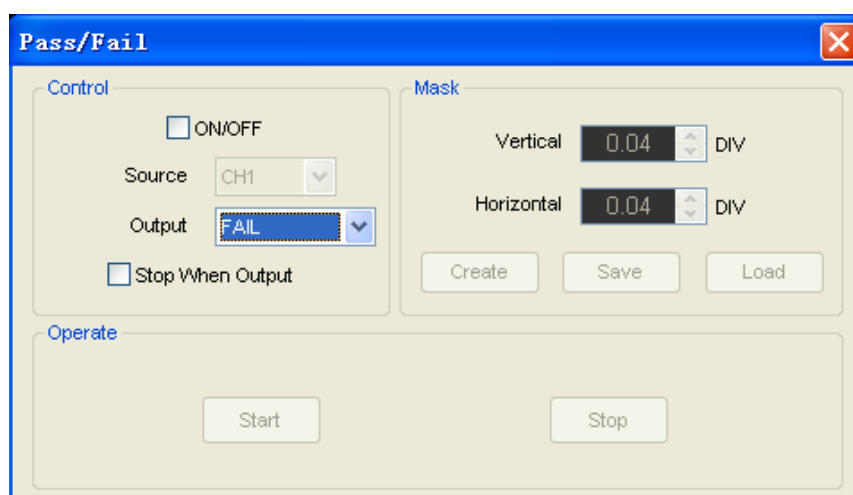 Pass/Fail
Control
ON/OFF
Source CH1
Output FAIL
Stop When Output
Mask
Vertical 0.04 DIV
Horizontal 0.04 DIV
Create Save Load
Operate
Start Stop